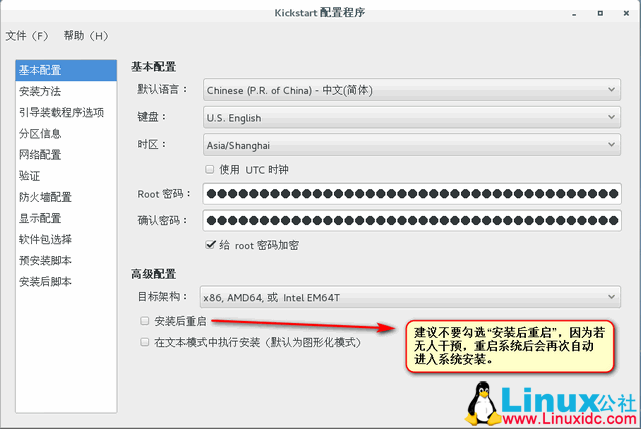 Kickstart 配置程序
文件（F） 帮助（H）
基本配置
安装方法
引导装载程序选项
分区信息
网络配置
验证
防火墙配置
显示配置
软件包选择
预安装脚本
安装后脚本
基本配置
默认语言： Chinese (P.R. of China) - 中文(简体)
键盘： U.S. English
时区： Asia/Shanghai
使用 UTC 时钟
Root 密码：
确认密码：
给 root 密码加密
高级配置
目标架构： x86, AMD64, 或 Intel EM64T
安装后重启
在文本模式中执行安装（默认为图形化模式）
建议不要勾选“安装后重启”，因为若
无人干预，重启系统后会再次自动
进入系统安装。
Linux公社
www.Linuxidc.com